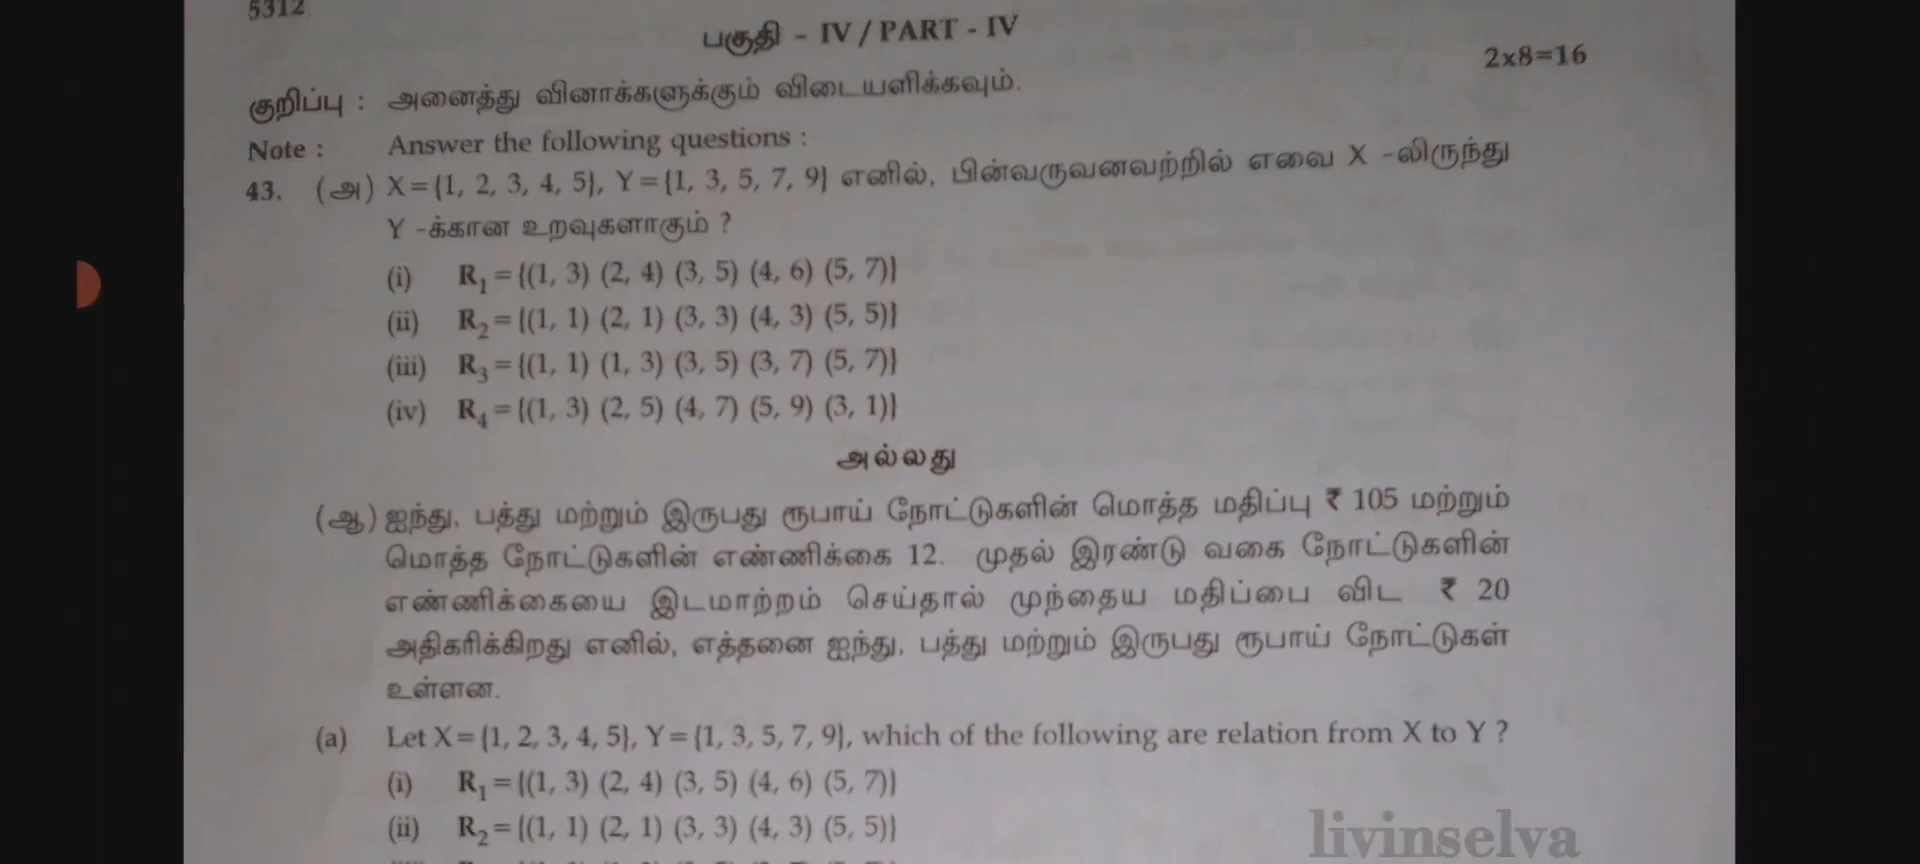 5312
பகுதி - IV / PART - IV
2x8=16
குறிப்பு : அனைத்து வினாக்களுக்கும் விடையளிக்கவும்.
Note : Answer the following questions :
43. (அ) X={1, 2, 3, 4, 5}, Y={1, 3, 5, 7, 9} எனில், பின்வருவனவற்றில் எவை X -லிருந்து
Y -க்கான உறவுகளாகும் ?
(i) R₁={(1, 3) (2, 4) (3, 5) (4, 6) (5, 7)}
(ii) R₂={(1, 1) (2, 1) (3, 3) (4, 3) (5, 5)}
(iii) R₃={(1, 1) (1, 3) (3, 5) (3, 7) (5, 7)}
(iv) R₄={(1, 3) (2, 5) (4, 7) (5, 9) (3, 1)}
அல்லது
(ஆ) ஐந்து, பத்து மற்றும் இருபது ரூபாய் நோட்டுகளின் மொத்த மதிப்பு ₹ 105 மற்றும்
மொத்த நோட்டுகளின் எண்ணிக்கை 12. முதல் இரண்டு வகை நோட்டுகளின்
எண்ணிக்கையை இடமாற்றம் செய்தால் முந்தைய மதிப்பை விட ₹ 20
அதிகரிக்கிறது எனில், எத்தனை ஐந்து, பத்து மற்றும் இருபது ரூபாய் நோட்டுகள்
உள்ளன.
(a) Let X={1, 2, 3, 4, 5}, Y={1, 3, 5, 7, 9}, which of the following are relation from X to Y ?
(i) R₁={(1, 3) (2, 4) (3, 5) (4, 6) (5, 7)}
(ii) R₂={(1, 1) (2, 1) (3, 3) (4, 3) (5, 5)}
livinselva